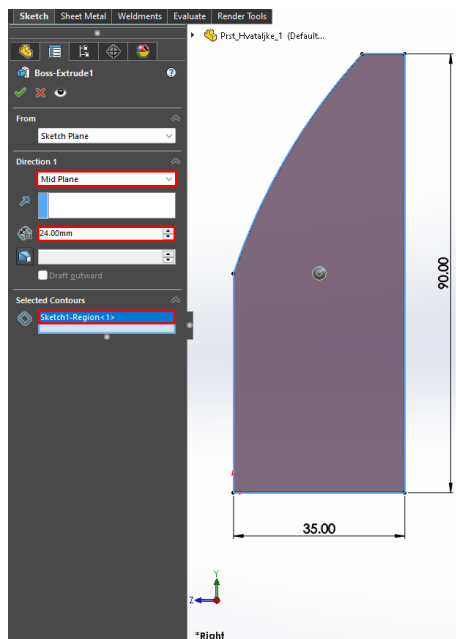 Sketch Sheet Metal Weldments Evaluate Render Tools
Prst_Hvataljke_1 (Default...
Boss-Extrude1
?
From
Sketch Plane
Direction 1
Mid Plane
24.00mm
Draft outward
Selected Contours
Sketch1-Region<1>
90.00
35.00
Y
Z
*Right